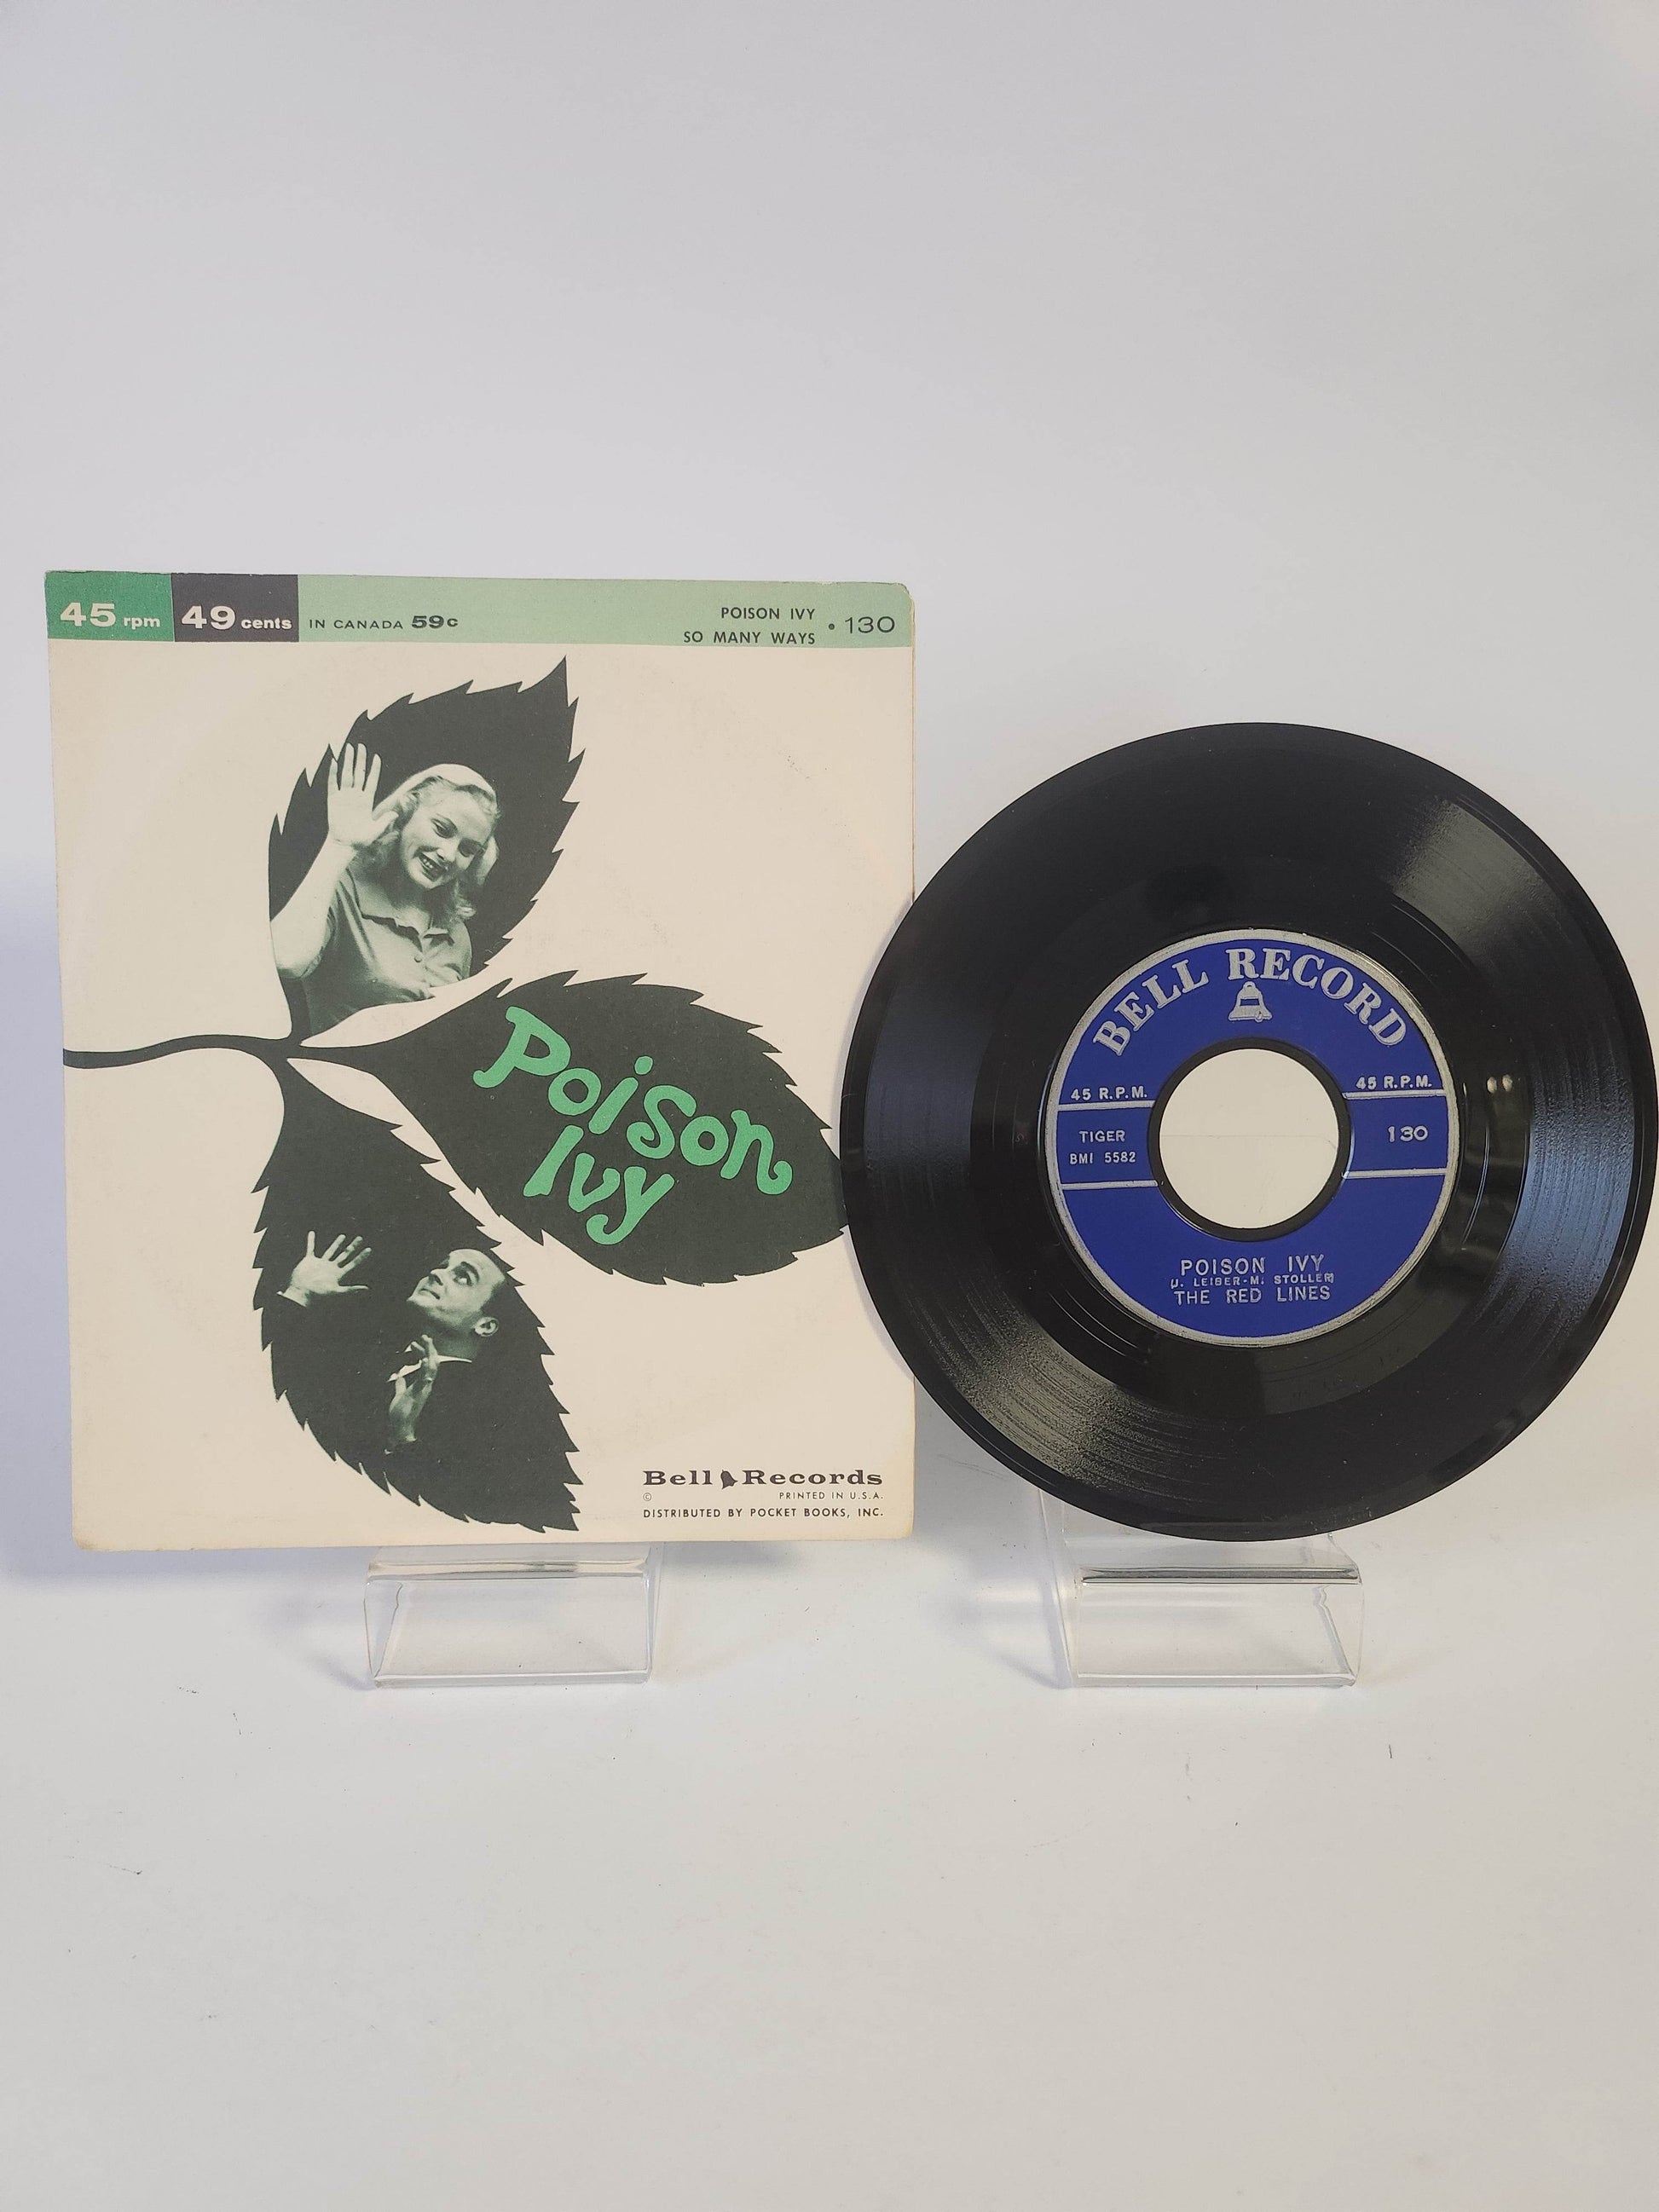 45 rpm 49 cents IN CANADA 59c
POISON IVY
SO MANY WAYS • 130
Poison
Ivy
Bell Records
© PRINTED IN U.S.A.
DISTRIBUTED BY POCKET BOOKS, INC.
BELL RECORD
45 R.P.M. 45 R.P.M.
TIGER 130
BMI 5582
POISON IVY
(J. LEIBER-M. STOLLER)
THE RED LINES